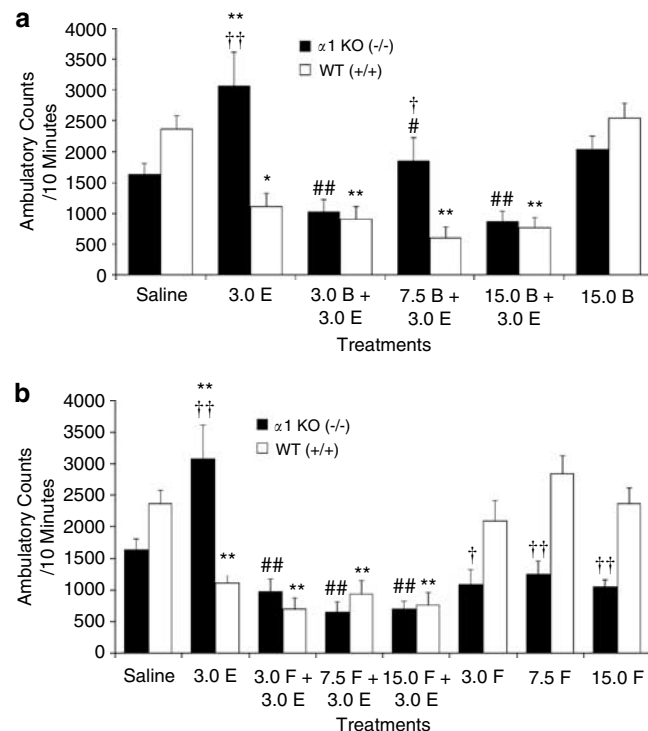 a
Ambulatory Counts
/10 Minutes
4000
3500
3000
2500
2000
1500
1000
500
0
α1 KO (-/-)
WT (+/+)
**
††
*
##
**
†
#
**
##
**
Saline
3.0 E
3.0 B +
3.0 E
7.5 B +
3.0 E
15.0 B +
3.0 E
15.0 B
Treatments
b
Ambulatory Counts
/10 Minutes
4000
3500
3000
2500
2000
1500
1000
500
0
α1 KO (-/-)
WT (+/+)
**
††
**
##
**
##
**
##
**
†
††
††
Saline
3.0 E
3.0 F +
3.0 E
7.5 F +
3.0 E
15.0 F +
3.0 E
3.0 F
7.5 F
15.0 F
Treatments